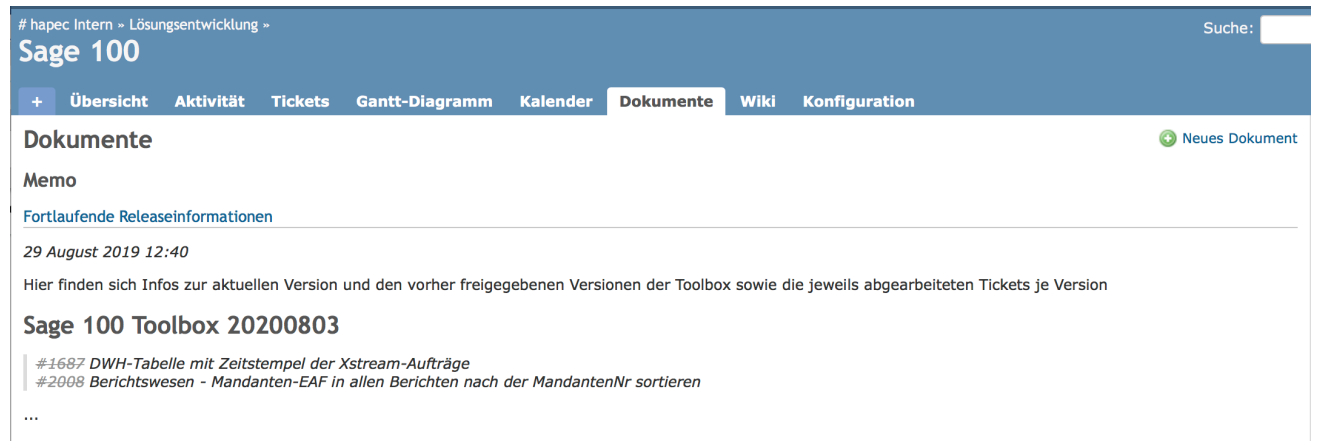 # hapec Intern » Lösungsentwicklung »
Suche:
Sage 100
+ Übersicht Aktivität Tickets Gantt-Diagramm Kalender Dokumente Wiki Konfiguration
Dokumente
Neues Dokument
Memo
Fortlaufende Releaseinformationen
29 August 2019 12:40
Hier finden sich Infos zur aktuellen Version und den vorher freigegebenen Versionen der Toolbox sowie die jeweils abgearbeiteten Tickets je Version
Sage 100 Toolbox 20200803
#1687 DWH-Tabelle mit Zeitstempel der Xstream-Aufträge
#2008 Berichtswesen - Mandanten-EAF in allen Berichten nach der MandantenNr sortieren
...